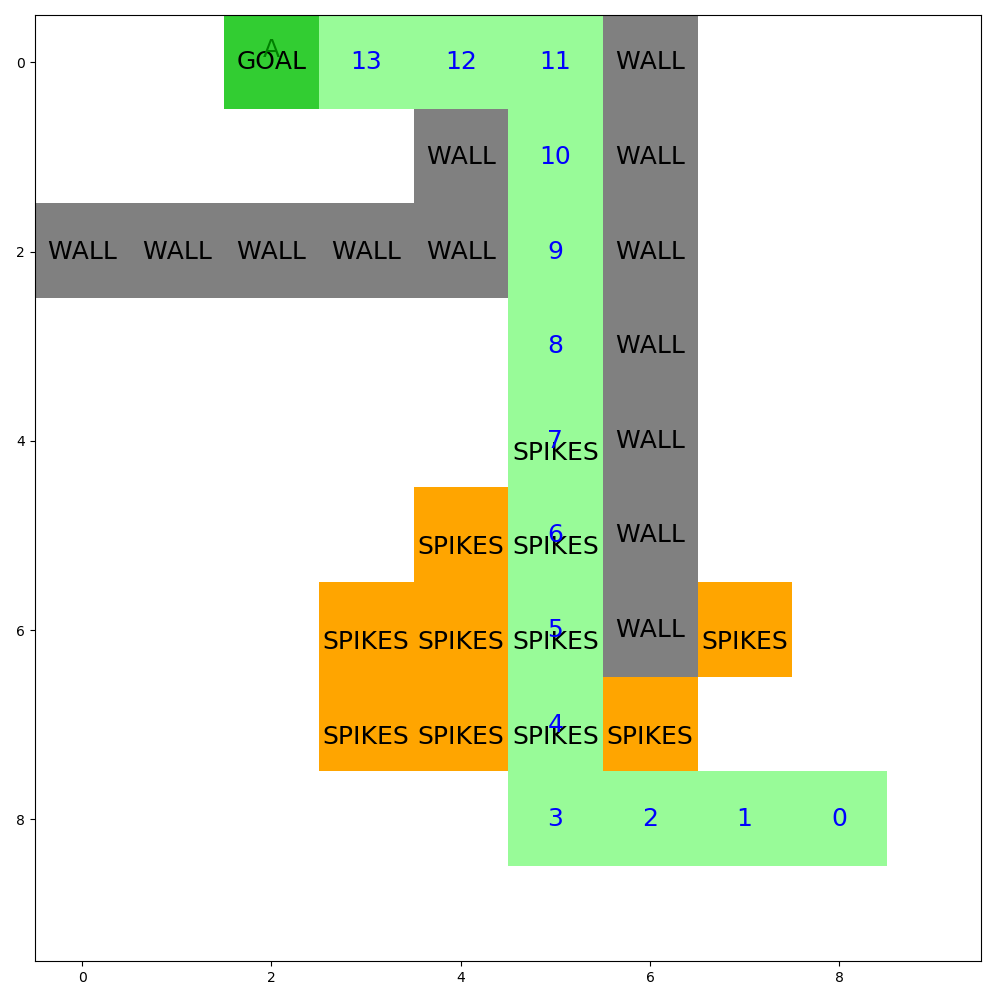 A
0 GOAL 13 12 11 WALL
WALL 10 WALL
2 WALL WALL WALL WALL WALL 9 WALL
8 WALL
4 7 WALL
SPIKES
6 WALL
SPIKES SPIKES
6 5 WALL
SPIKES SPIKES SPIKES SPIKES
4
SPIKES SPIKES SPIKES SPIKES
8 3 2 1 0
0 2 4 6 8